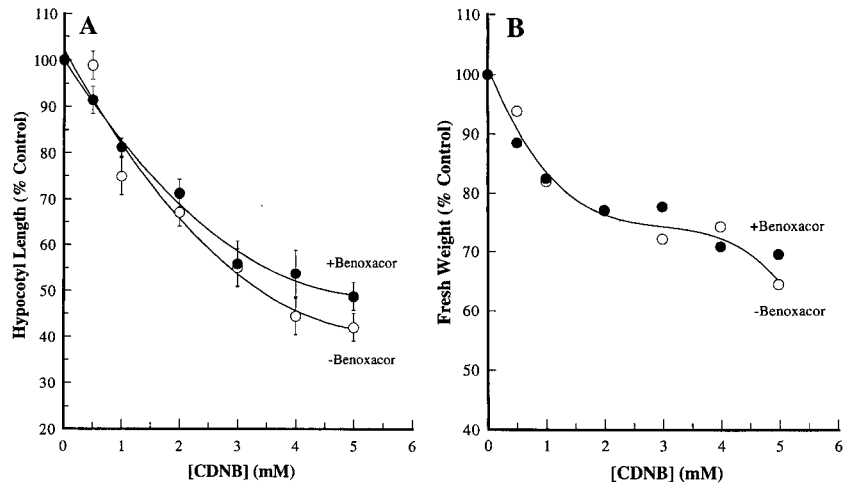 A
Hypocotyl Length (% Control)
100
90
80
70
60
50
40
30
20
+Benoxacor
-Benoxacor
0 1 2 3 4 5 6
[CDNB] (mM)
B
Fresh Weight (% Control)
100
90
80
70
60
50
40
+Benoxacor
-Benoxacor
0 1 2 3 4 5 6
[CDNB] (mM)